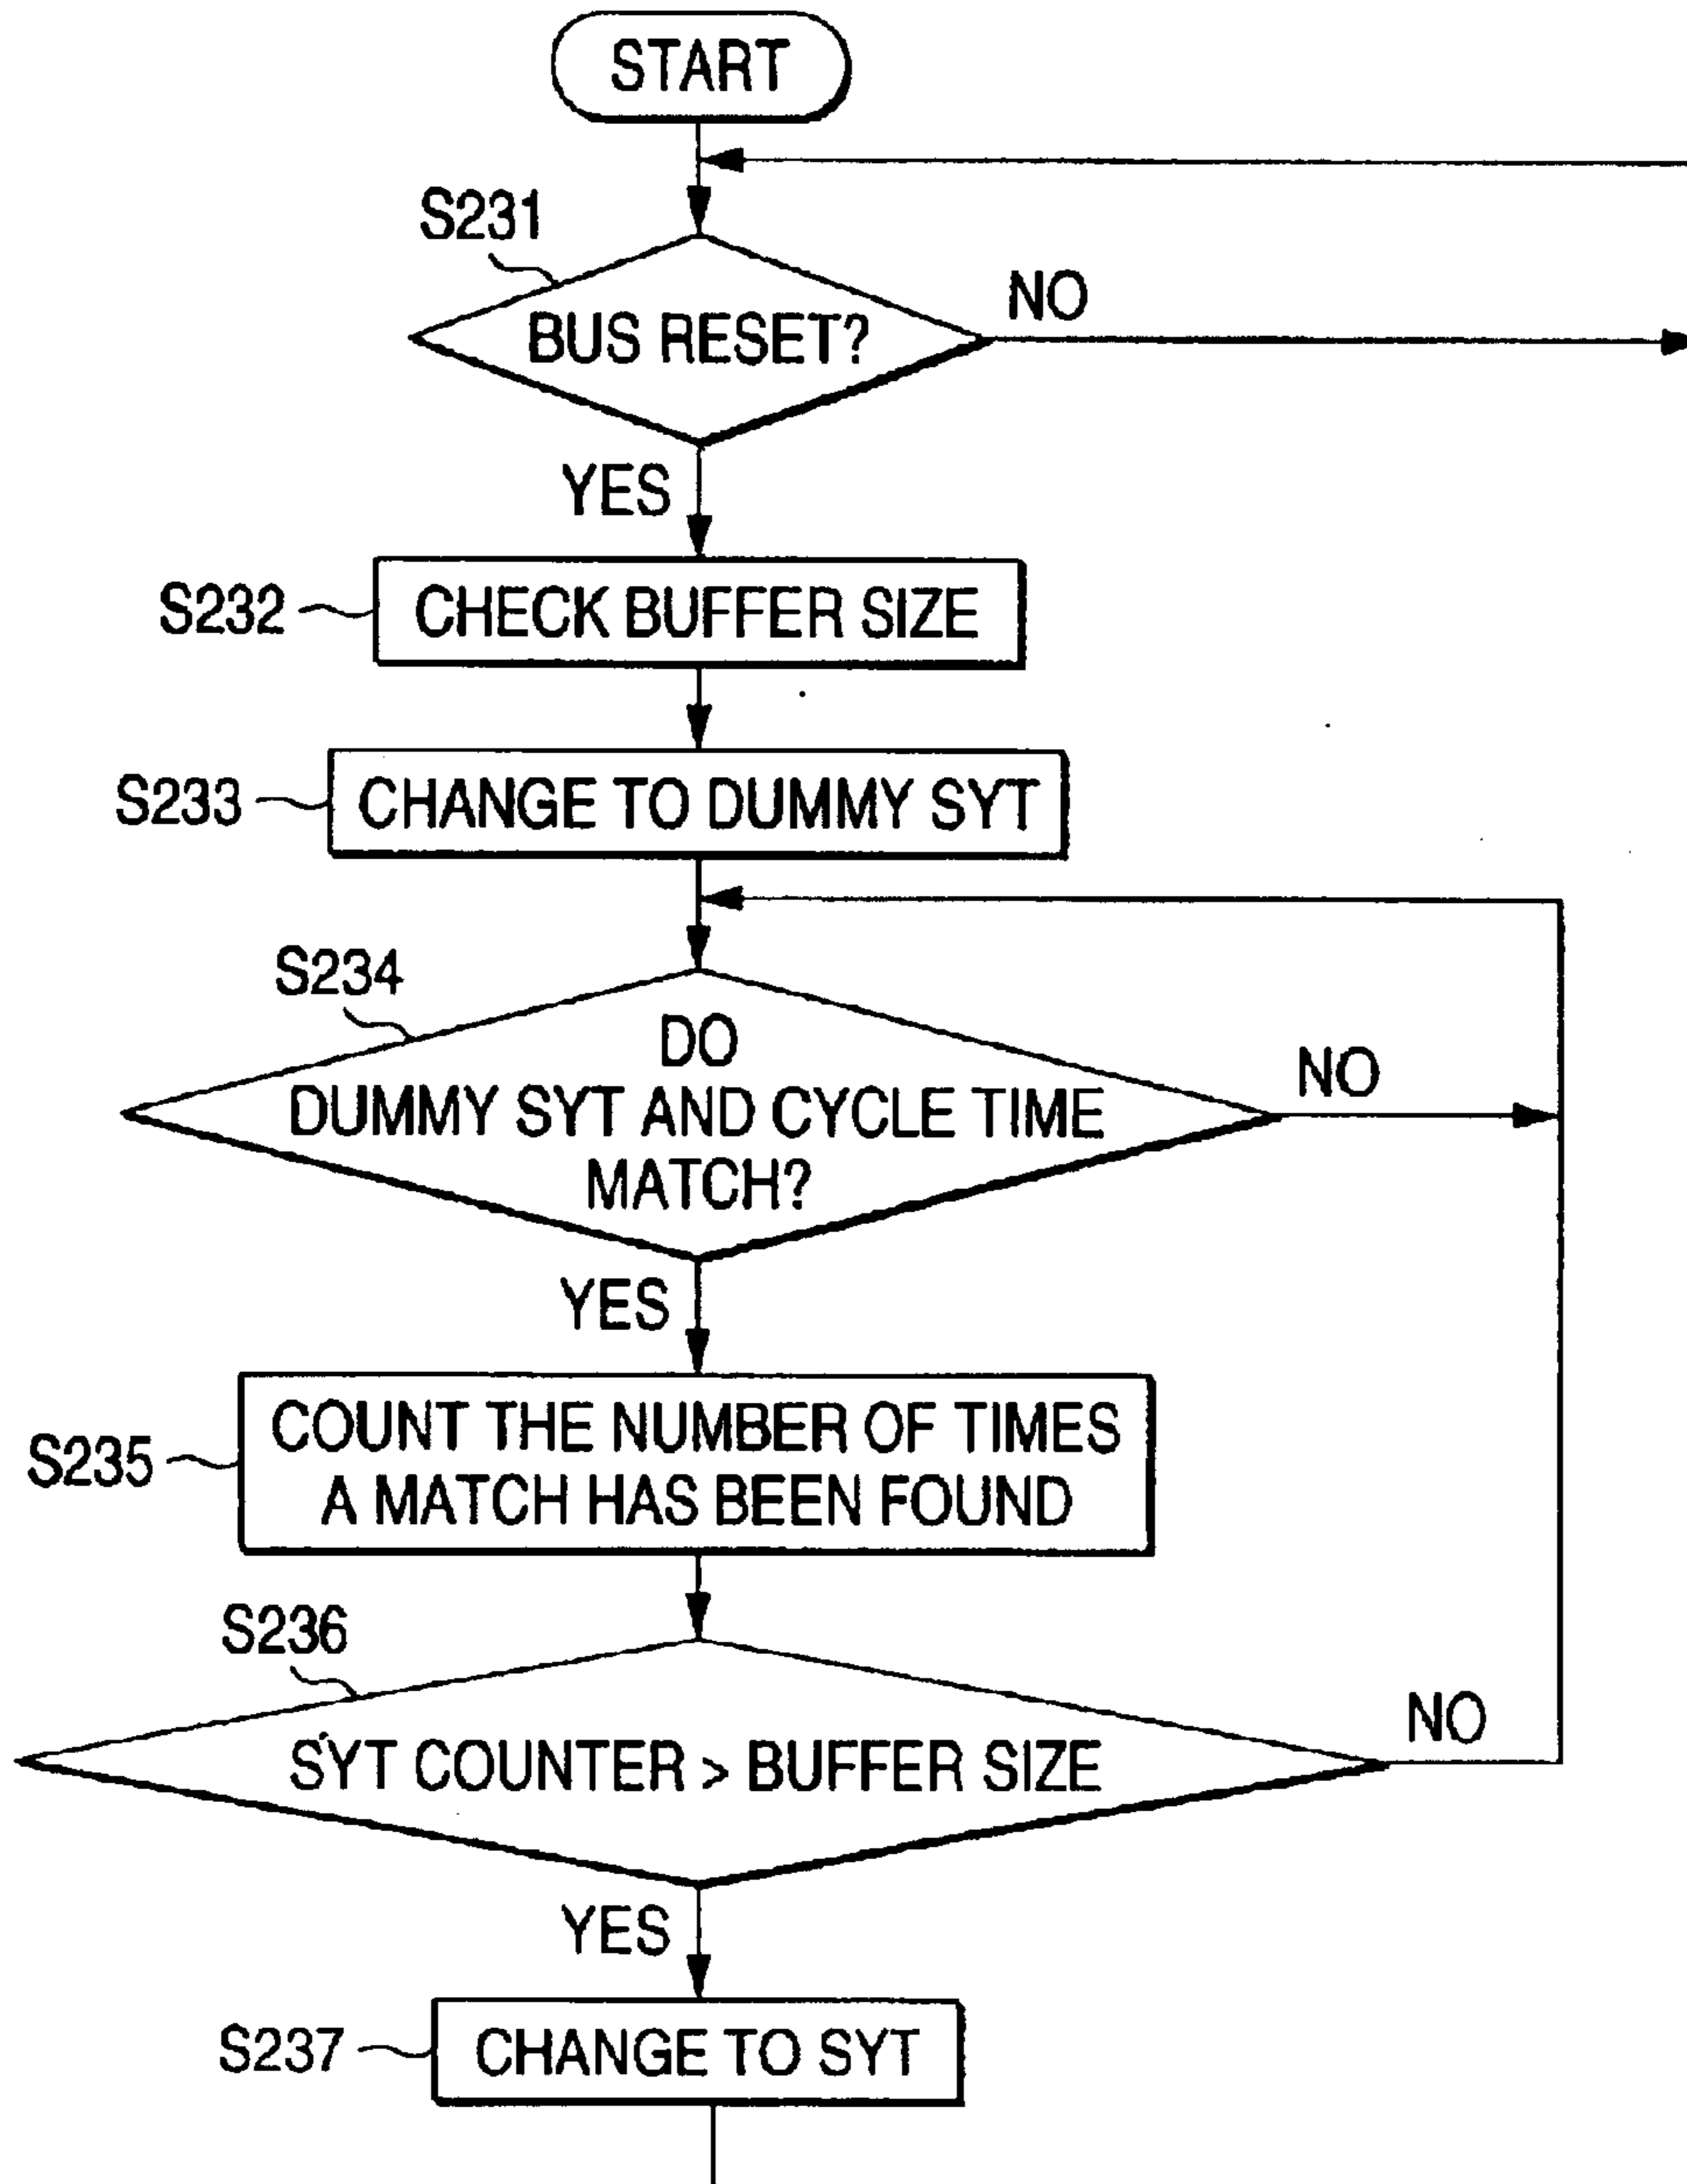 START
S231
BUS RESET?
NO
YES
S232
CHECK BUFFER SIZE
S233
CHANGE TO DUMMY SYT
S234
DO
DUMMY SYT AND CYCLE TIME
MATCH?
NO
YES
S235
COUNT THE NUMBER OF TIMES
A MATCH HAS BEEN FOUND
S236
SYT COUNTER > BUFFER SIZE
NO
YES
S237
CHANGE TO SYT